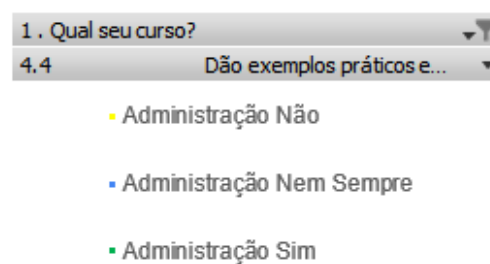 1 . Qual seu curso?
4.4 Dão exemplos práticos e...
Administração Não
Administração Nem Sempre
Administração Sim